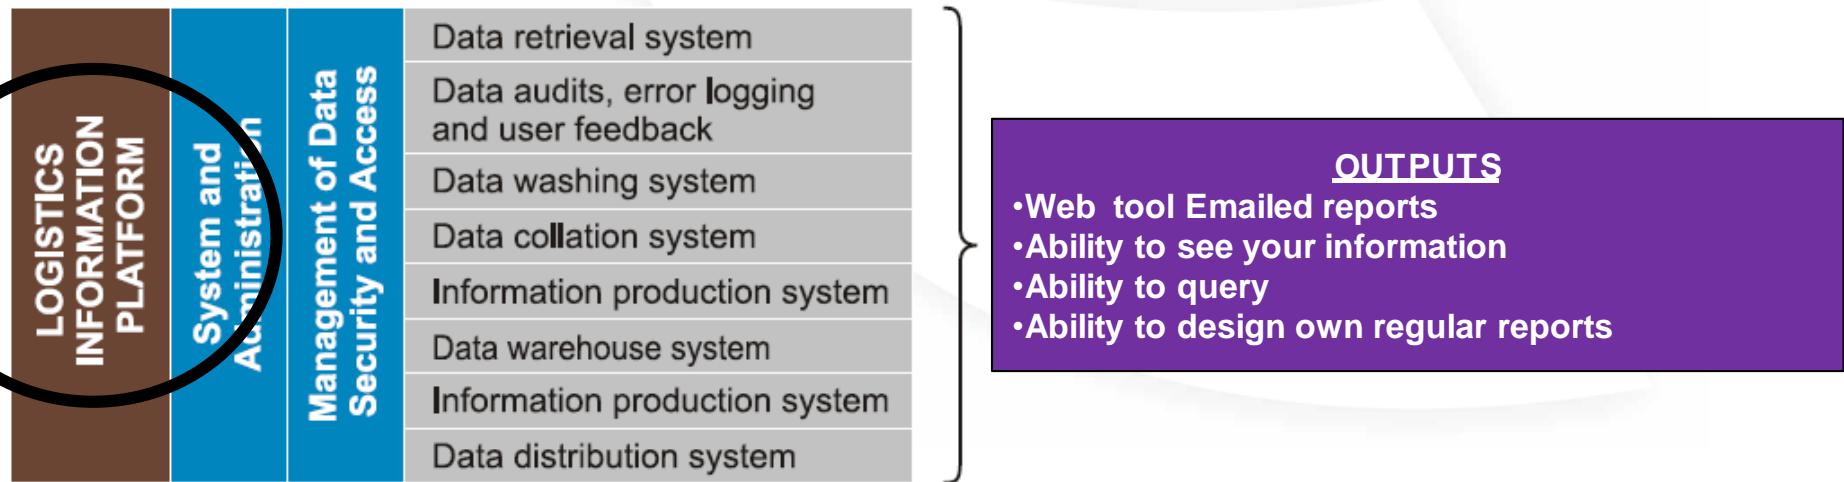 LOGISTICS
INFORMATION
PLATFORM
System and
Administration
Management of Data
Security and Access
Data retrieval system
Data audits, error logging
and user feedback
Data washing system
Data collation system
Information production system
Data warehouse system
Information production system
Data distribution system
OUTPUTS
•Web  tool Emailed reports
•Ability to see your information
•Ability to query
•Ability to design own regular reports